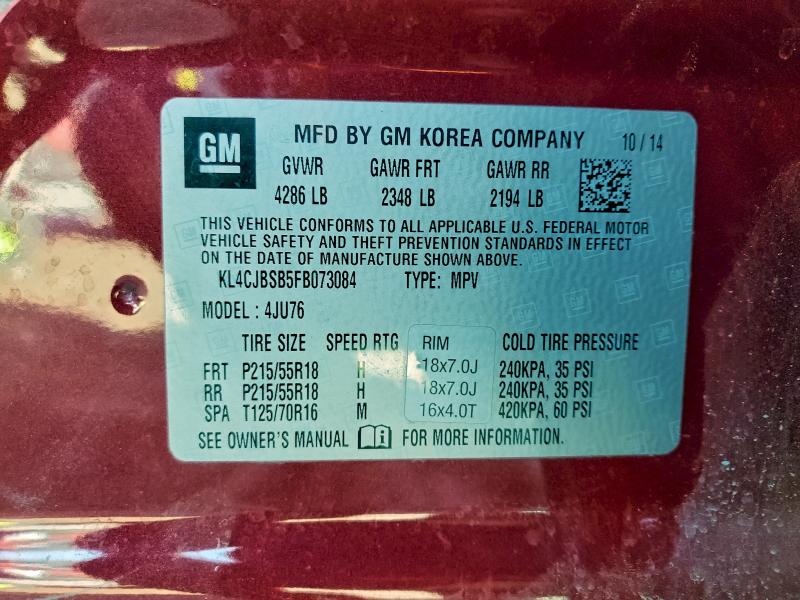 GM
MFD BY GM KOREA COMPANY 10 / 14
GVWR GAWR FRT GAWR RR
4286 LB 2348 LB 2194 LB
THIS VEHICLE CONFORMS TO ALL APPLICABLE U.S. FEDERAL MOTOR
VEHICLE SAFETY AND THEFT PREVENTION STANDARDS IN EFFECT
ON THE DATE OF MANUFACTURE SHOWN ABOVE.
KL4CJBSB5FB073084 TYPE: MPV
MODEL : 4JU76
TIRE SIZE SPEED RTG RIM COLD TIRE PRESSURE
FRT P215/55R18 H 18x7.0J 240KPA, 35 PSI
RR P215/55R18 H 18x7.0J 240KPA, 35 PSI
SPA T125/70R16 M 16x4.0T 420KPA, 60 PSI
SEE OWNER'S MANUAL FOR MORE INFORMATION.